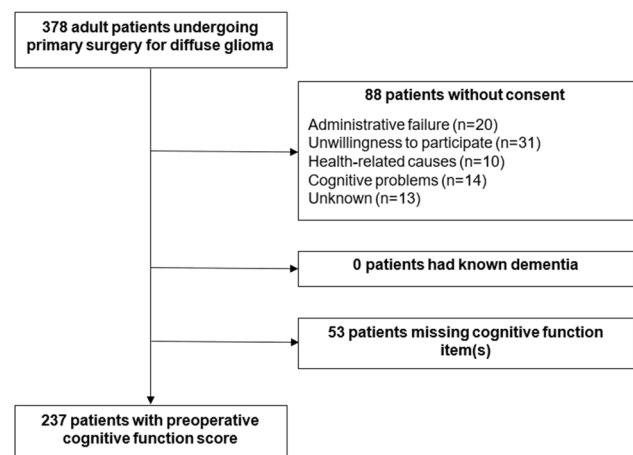 378 adult patients undergoing
primary surgery for diffuse glioma
88 patients without consent
Administrative failure (n=20)
Unwillingness to participate (n=31)
Health-related causes (n=10)
Cognitive problems (n=14)
Unknown (n=13)
0 patients had known dementia
53 patients missing cognitive function
item(s)
237 patients with preoperative
cognitive function score